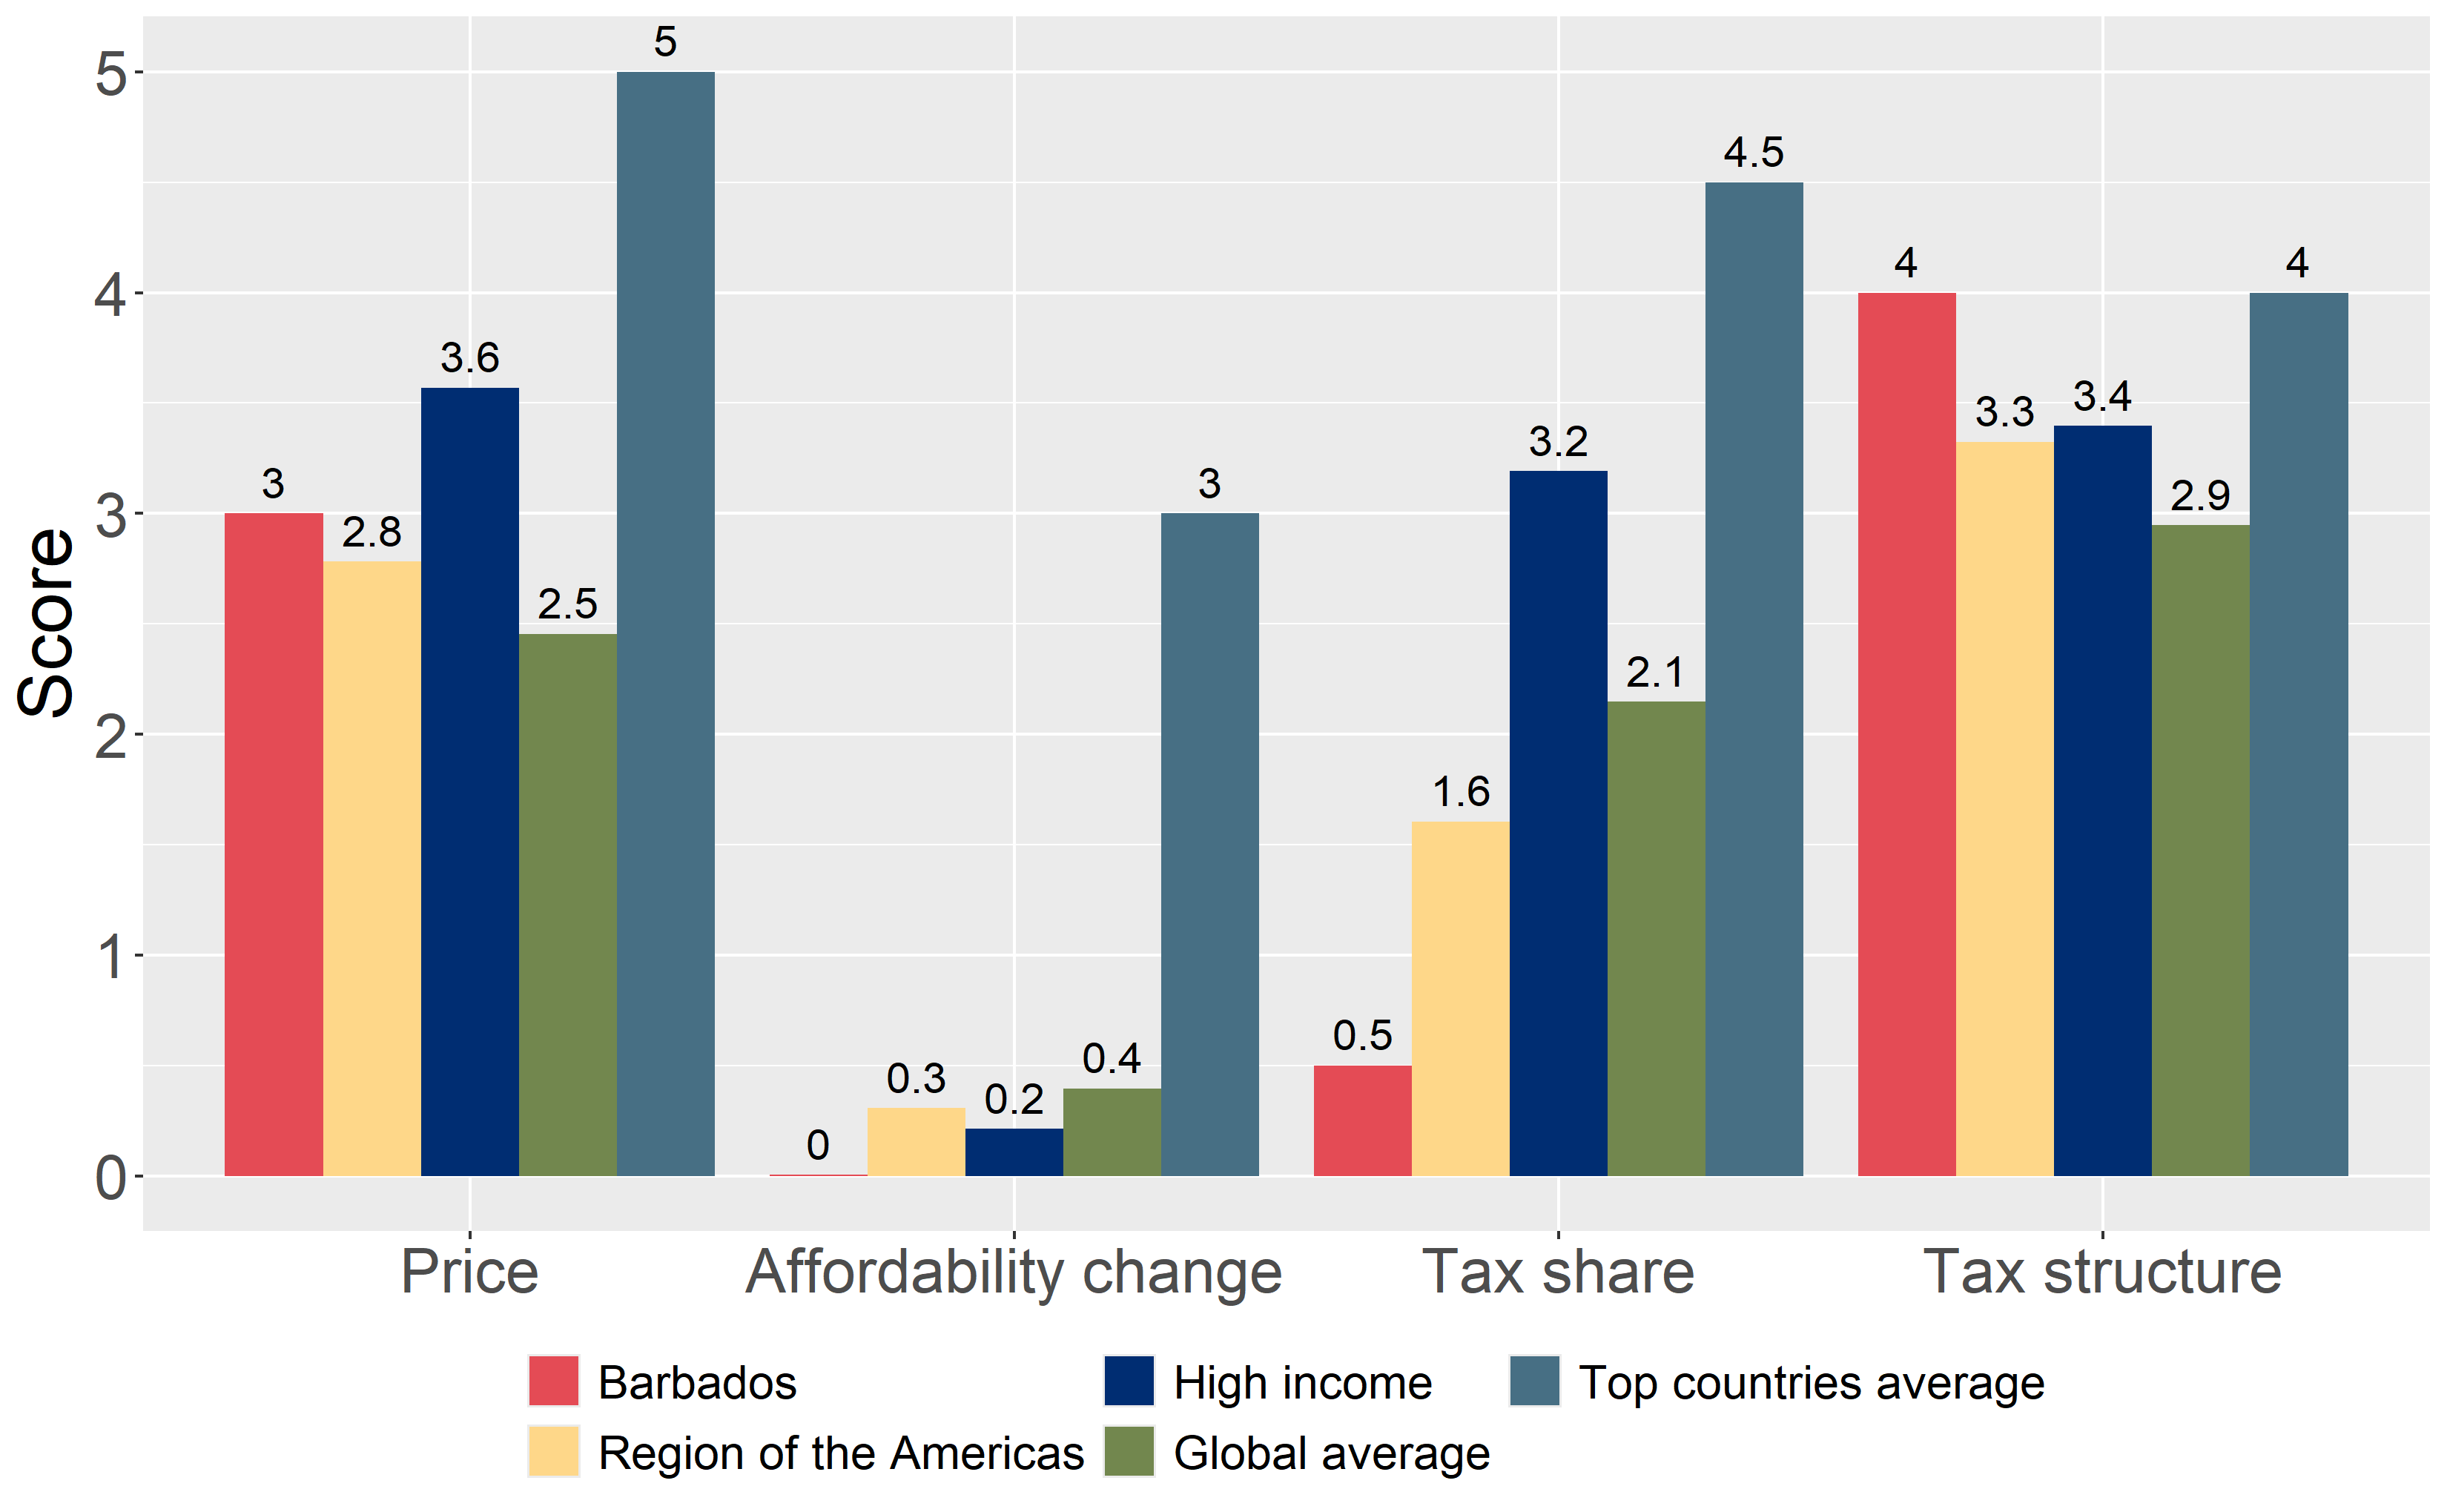 Score
5
4
3
2
1
0
3
2.8
3.6
2.5
5
0
0.3
0.2
0.4
3
0.5
1.6
3.2
2.1
4.5
4
3.3
3.4
2.9
4
Price
Affordability change
Tax share
Tax structure
Barbados
High income
Top countries average
Region of the Americas
Global average